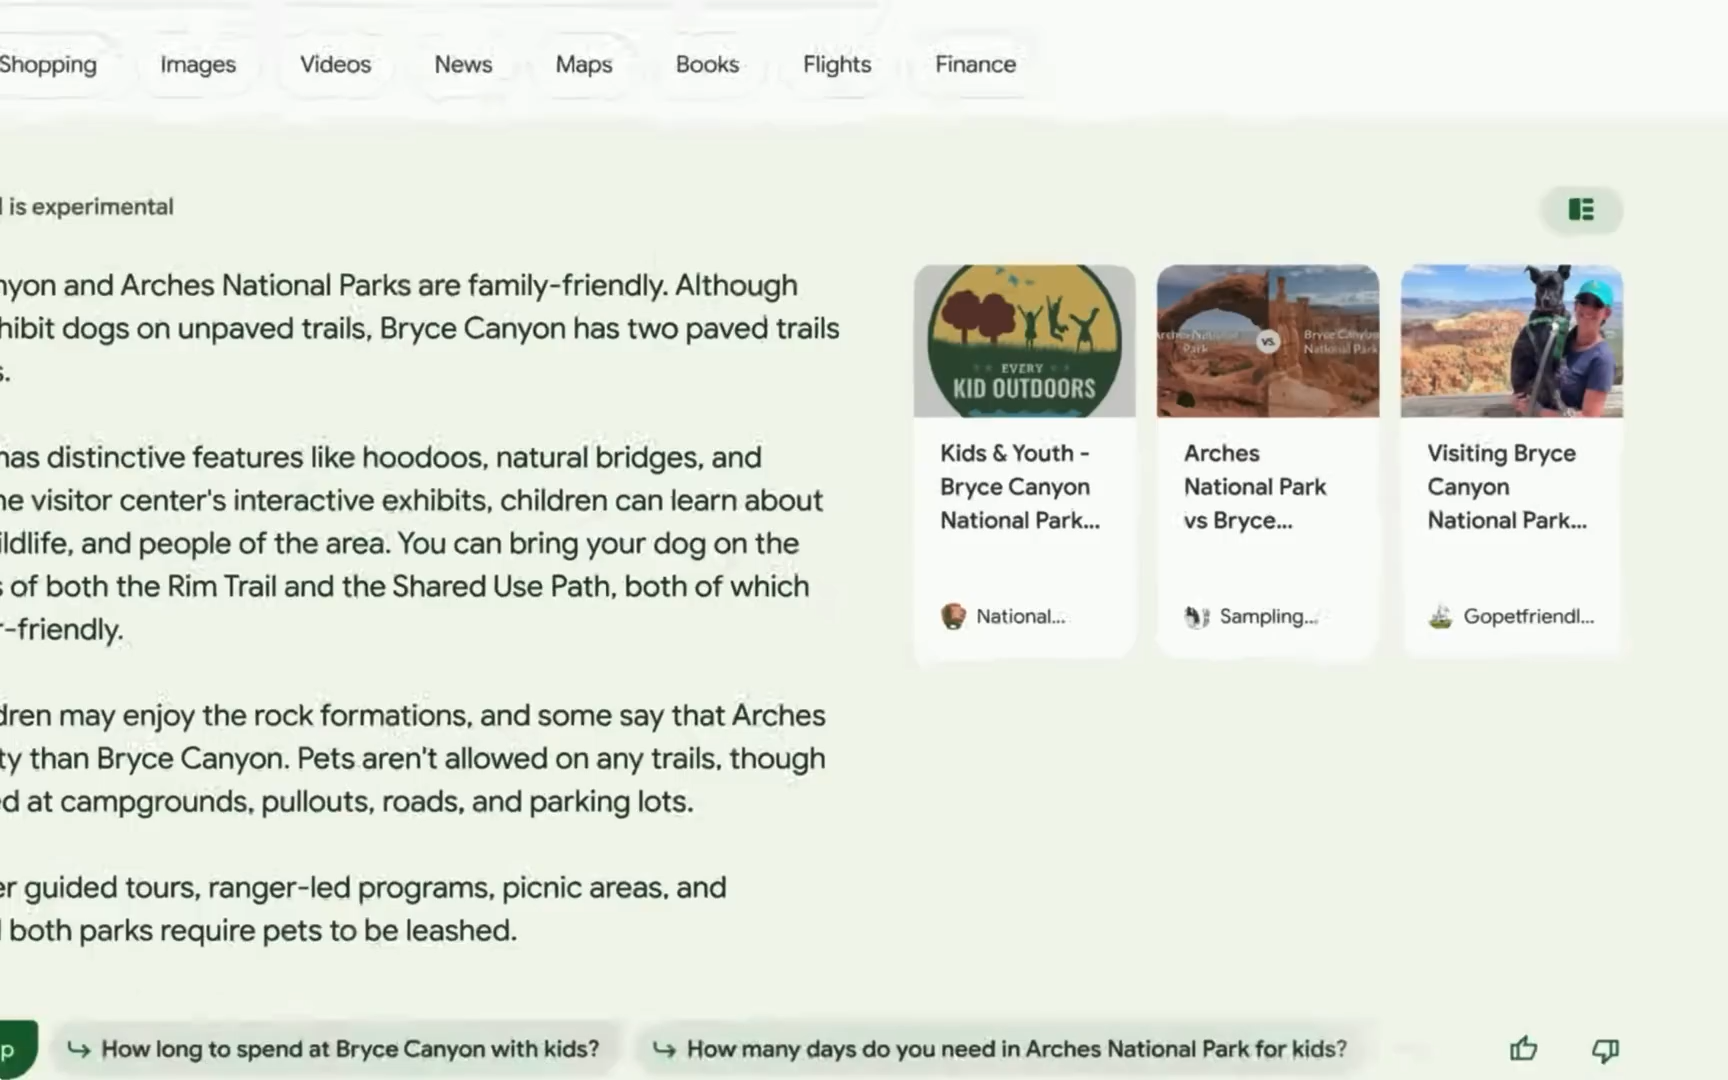 Shopping
Images
Videos
News
Maps
Books
Flights
Finance
is experimental
and Arches National Parks are family-friendly. Although
dogs on unpaved trails, Bryce Canyon has two paved trails
has distinctive features like hoodoos, natural bridges, and
visitor center's interactive exhibits, children can learn about
and people of the area. You can bring your dog on the
of both the Rim Trail and the Shared Use Path, both of which
-friendly.
may enjoy the rock formations, and some say that Arches
than Bryce Canyon. Pets aren't allowed on any trails, though
at campgrounds, pullouts, roads, and parking lots.
guided tours, ranger-led programs, picnic areas, and
both parks require pets to be leashed.
EVERY
KID OUTDOORS
Kids & Youth -
Bryce Canyon
National Park...
National...
Arches National
Park
vs.
Bryce Canyon
National Park
Arches
National Park
vs Bryce...
Sampling...
Visiting Bryce
Canyon
National Park...
Gopetfriendl...
How long to spend at Bryce Canyon with kids?
How many days do you need in Arches National Park for kids?